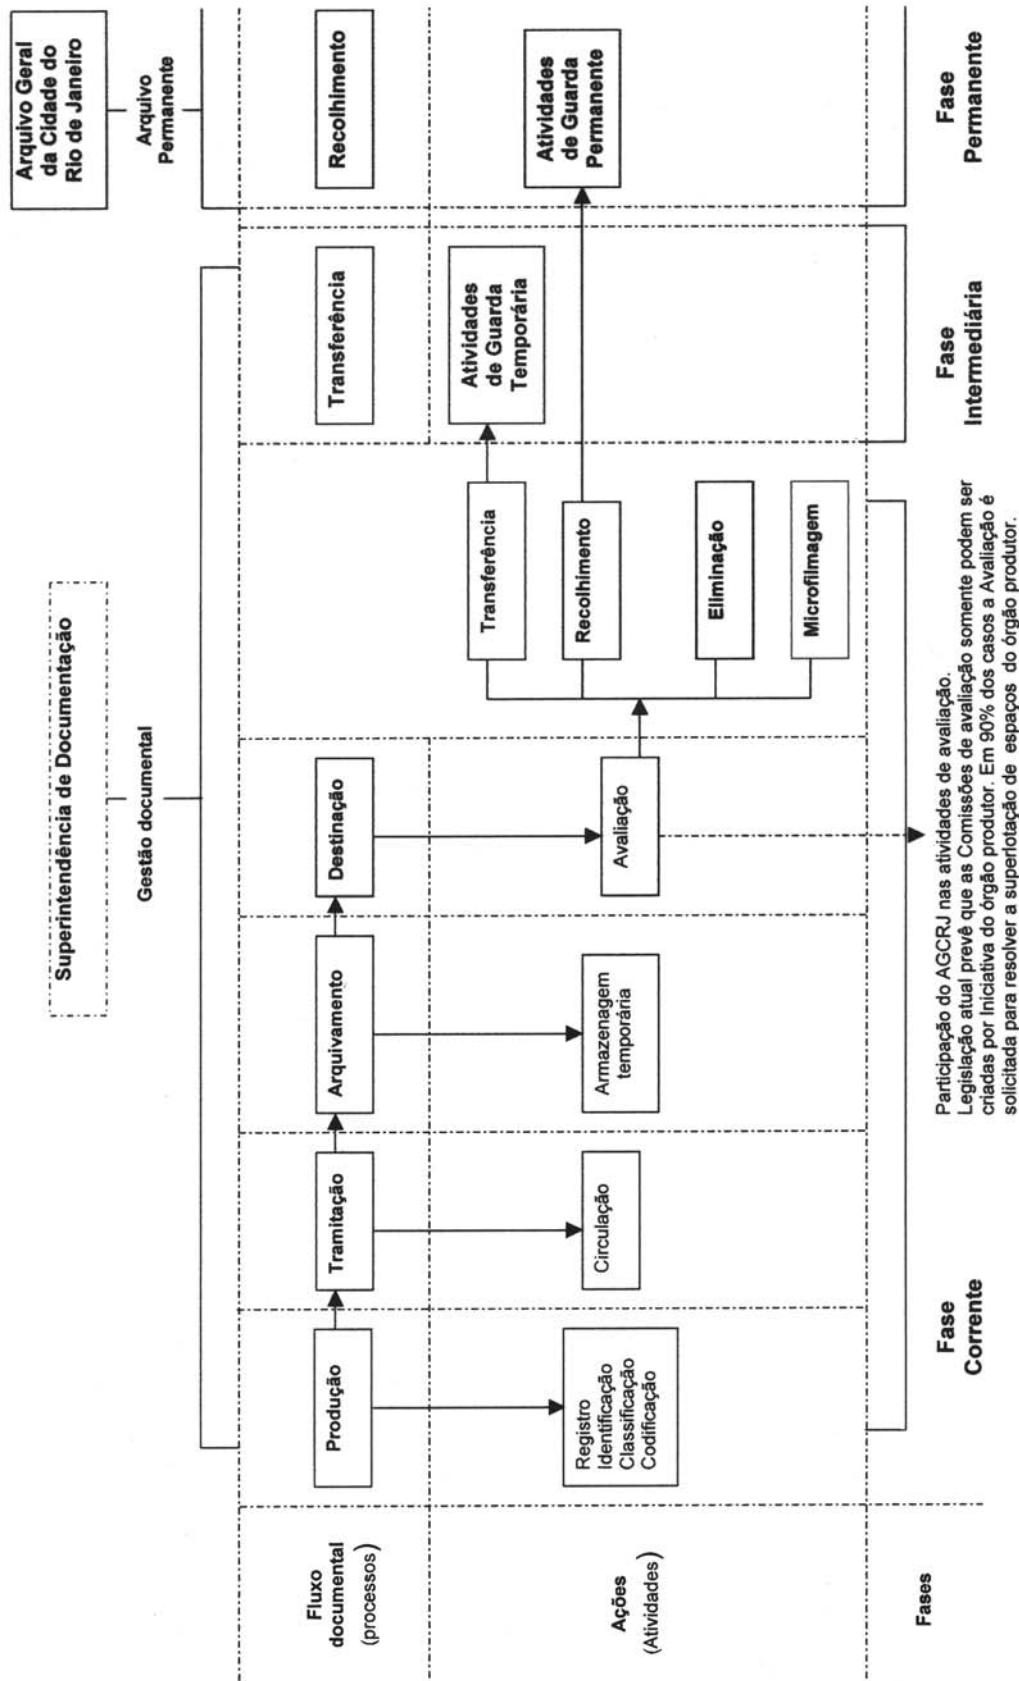 Superintendência de Documentação
Gestão documental
Arquivo Geral
da Cidade do
Rio de Janeiro
Arquivo
Permanente
Fluxo
documental
(processos)
Produção
Tramitação
Arquivamento
Destinação
Transferência
Recolhimento
Ações
(Atividades)
Registro
Identificação
Classificação
Codificação
Circulação
Armazenagem
temporária
Avaliação
Transferência
Recolhimento
Eliminação
Microfilmagem
Atividades
de Guarda
Temporária
Atividades
de Guarda
Permanente
Fases
Fase
Corrente
Fase
Intermediária
Fase
Permanente
Participação do AGCRJ nas atividades de avaliação.
Legislação atual prevê que as Comissões de avaliação somente podem ser
criadas por Iniciativa do órgão produtor. Em 90% dos casos a Avaliação é
solicitada para resolver a superlotação de espaços do órgão produtor.